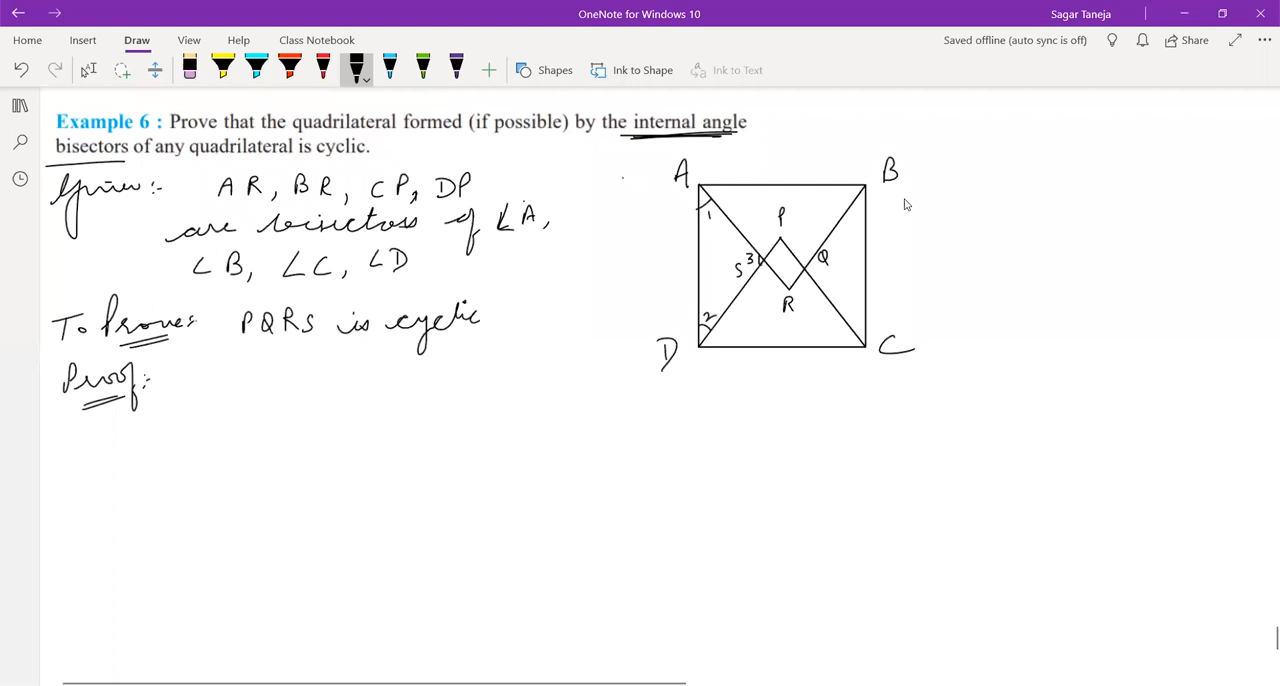 OneNote for Windows 10
Sagar Taneja
Home Insert Draw View Help Class Notebook
Saved offline (auto sync is off)
Share
Shapes
Ink to Shape
Ink to Text
Example 6 : Prove that the quadrilateral formed (if possible) by the internal angle
bisectors of any quadrilateral is cyclic.
Given :- AR, BR, CP, DP
are bisectors of ∠A,
∠B, ∠C, ∠D
To Prove: PQRS is cyclic
Proof:-
A
B
1
P
S
3
Q
R
2
D
C